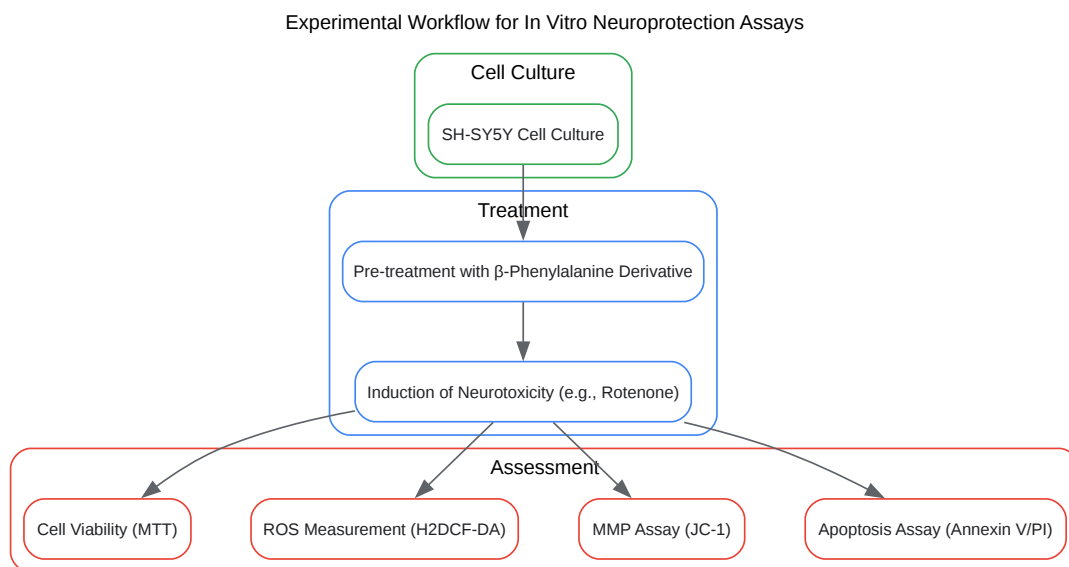 Experimental Workflow for In Vitro Neuroprotection Assays
Cell Culture
SH-SY5Y Cell Culture
Treatment
Pre-treatment with β-Phenylalanine Derivative
Induction of Neurotoxicity (e.g., Rotenone)
Assessment
Cell Viability (MTT)
ROS Measurement (H2DCF-DA)
MMP Assay (JC-1)
Apoptosis Assay (Annexin V/PI)